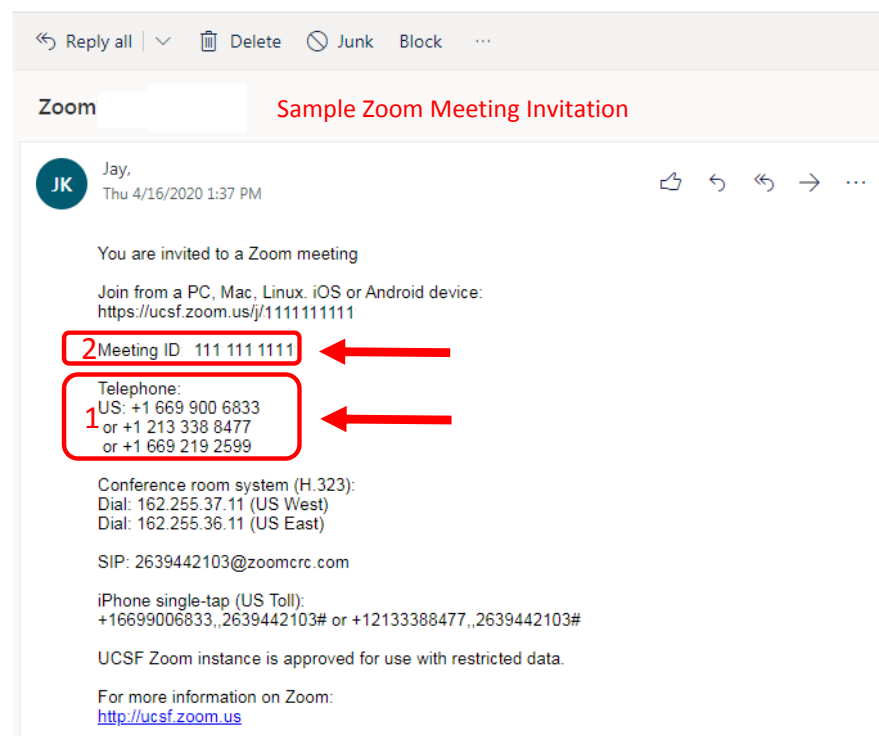 Reply all Delete Junk Block ...
Zoom Sample Zoom Meeting Invitation
JK
Jay,
Thu 4/16/2020 1:37 PM
You are invited to a Zoom meeting
Join from a PC, Mac, Linux. iOS or Android device:
https://ucsf.zoom.us/j/1111111111
2 Meeting ID 111 111 1111
Telephone:
US: +1 669 900 6833
1 or +1 213 338 8477
or +1 669 219 2599
Conference room system (H.323):
Dial: 162.255.37.11 (US West)
Dial: 162.255.36.11 (US East)
SIP: 2639442103@zoomcrc.com
iPhone single-tap (US Toll):
+16699006833,,2639442103# or +12133388477,,2639442103#
UCSF Zoom instance is approved for use with restricted data.
For more information on Zoom:
http://ucsf.zoom.us